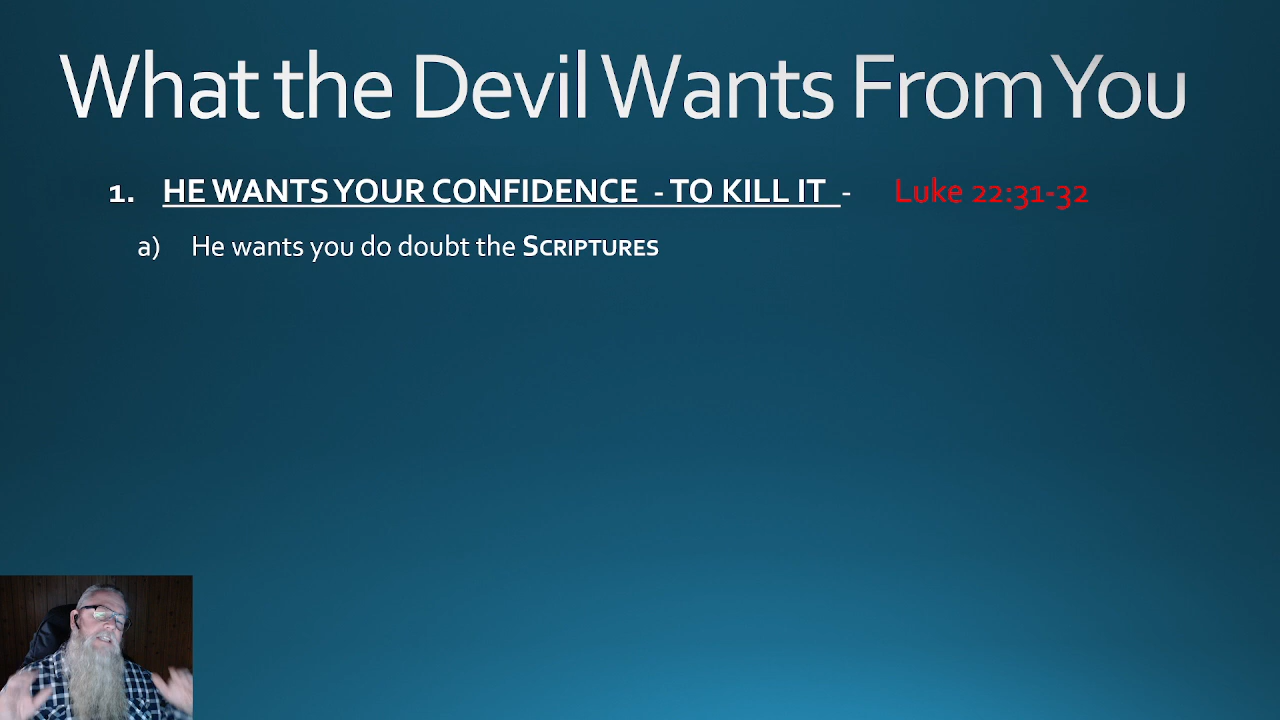 What the Devil Wants From You
1. HE WANTS YOUR CONFIDENCE - TO KILL IT - Luke 22:31-32
a) He wants you do doubt the SCRIPTURES